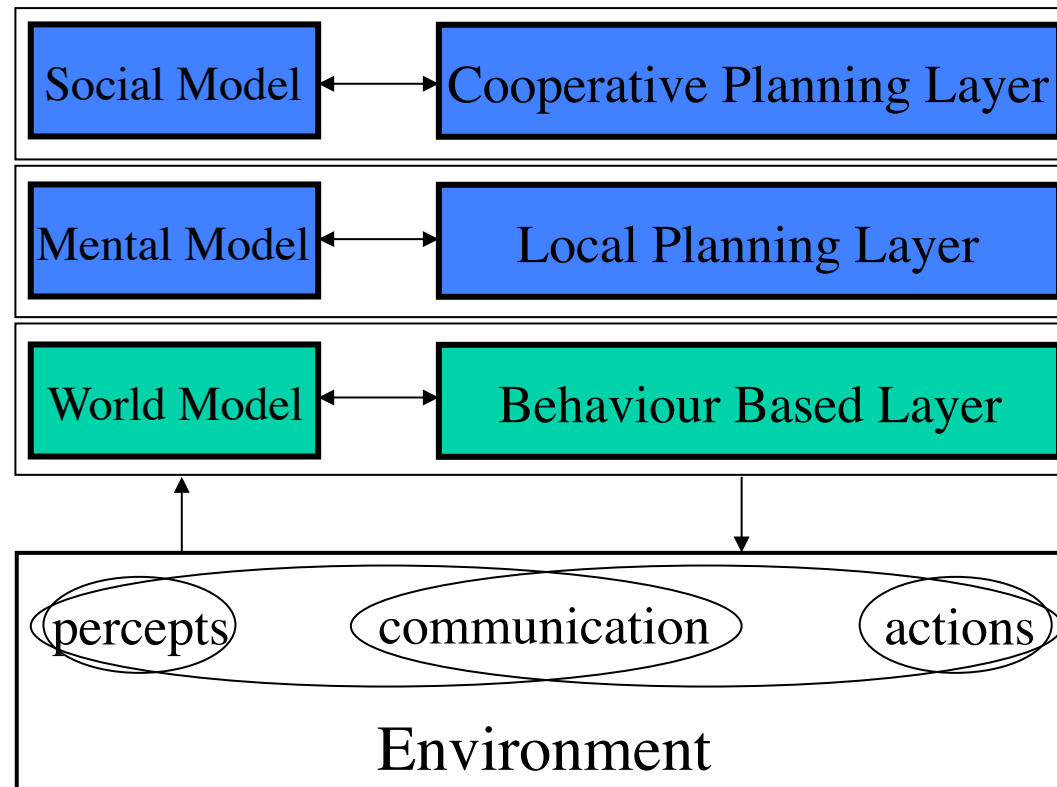 Social Model
Cooperative Planning Layer
Mental Model
Local Planning Layer
World Model
Behaviour Based Layer
percepts
communication
actions
Environment